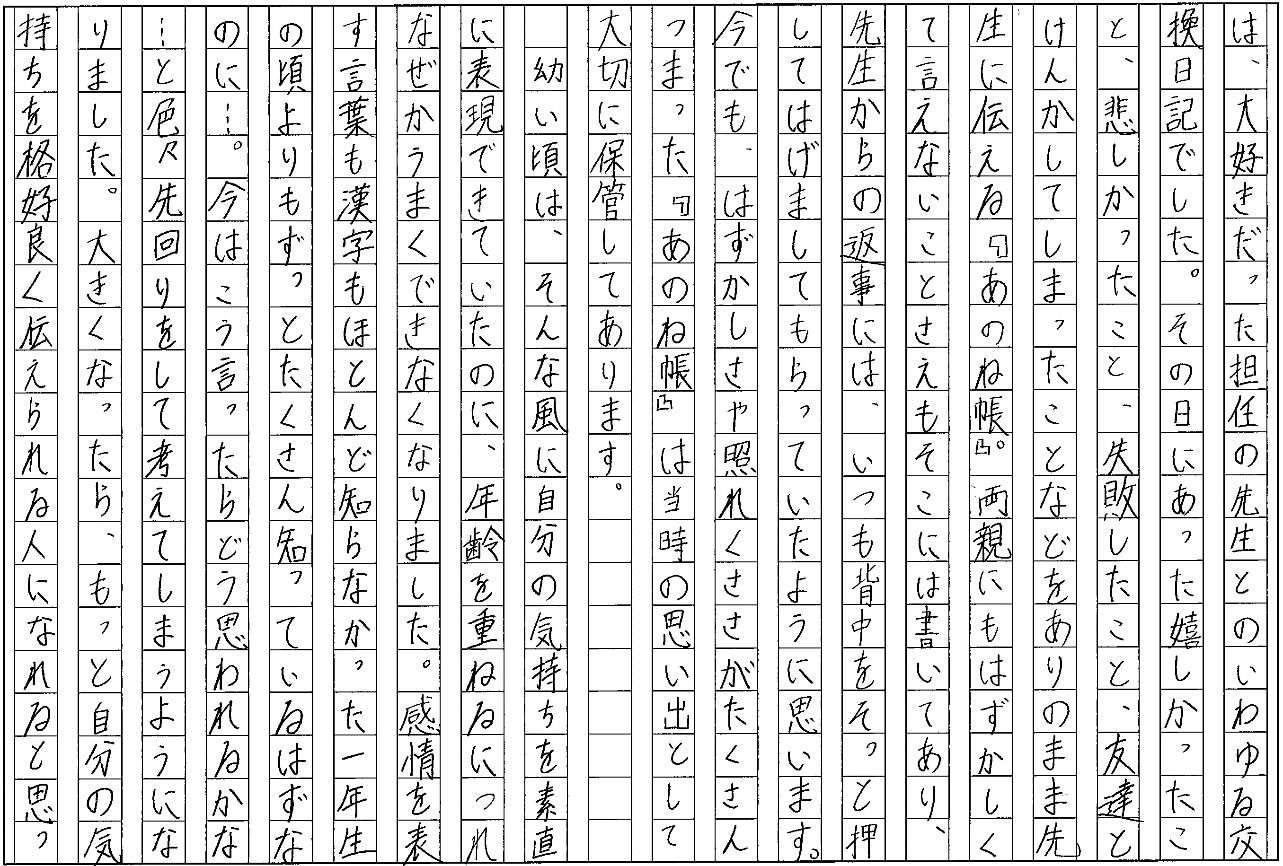 は、大好きだった担任の先生とのいわゆる交
換日記でした。その日にあった嬉しかったこ
と、悲しかったこと、失敗したこと、友達と
けんかしてしまったことなどをありのまま先
生に伝える『あのね帳』。両親にもはずかしく
て言えないことさえもそこには書いてあり、
先生からの返事には、いつも背中をそっと押
してはげましてもらっていたように思います。
今でも、はずかしさや照れくささがたくさん
つまった『あのね帳』は当時の思い出として
大切に保管してあります。
　幼い頃は、そんな風に自分の気持ちを素直
に表現できていたのに、年齢を重ねるにつれ
なぜかうまくできなくなりました。感情を表
す言葉も漢字もほとんど知らなかった一年生
の頃よりもずっとたくさん知っているはずな
のに…。今はこう言ったらどう思われるかな
…と色々先回りをして考えてしまうようにな
りました。大きくなったら、もっと自分の気
持ちを格好良く伝えられる人になれると思っ